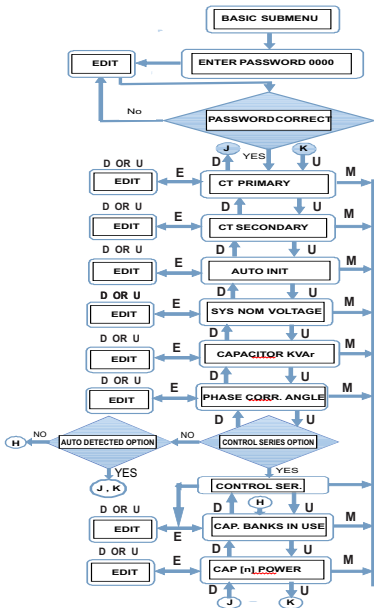 BASIC SUBMENU
EDIT
ENTER PASSWORD 0000
No
PASSWORDCORRECT
J
YES
K
D OR U
E
D
U
M
EDIT
CT PRIMARY
D OR U
E
D
U
M
EDIT
CT SECONDARY
D OR U
E
D
U
M
EDIT
AUTO INIT
D OR U
E
D
U
M
EDIT
SYS NOM VOLTAGE
D OR U
E
D
U
M
EDIT
CAPACITOR KVAr
D OR U
E
D
U
M
EDIT
PHASE CORR. ANGLE
D
U
H
NO
AUTO DETECTED OPTION
NO
CONTROL SERIES OPTION
YES
YES
J , K
CONTROL SER.
H
D OR U
D
U
M
EDIT
E
CAP. BANKS IN USE
D OR U
E
D
U
M
EDIT
CAP [n] POWER
D
U
J
K